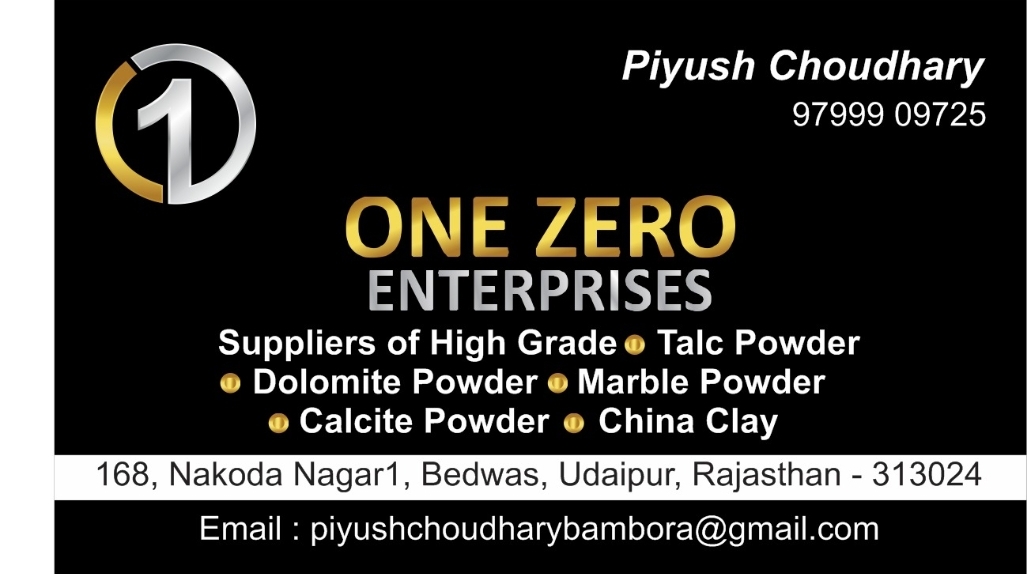 1
Piyush Choudhary
97999 09725
ONE ZERO
ENTERPRISES
Suppliers of High Grade Talc Powder
Dolomite Powder Marble Powder
Calcite Powder China Clay
168, Nakoda Nagar1, Bedwas, Udaipur, Rajasthan - 313024
Email : piyushchoudharybambora@gmail.com